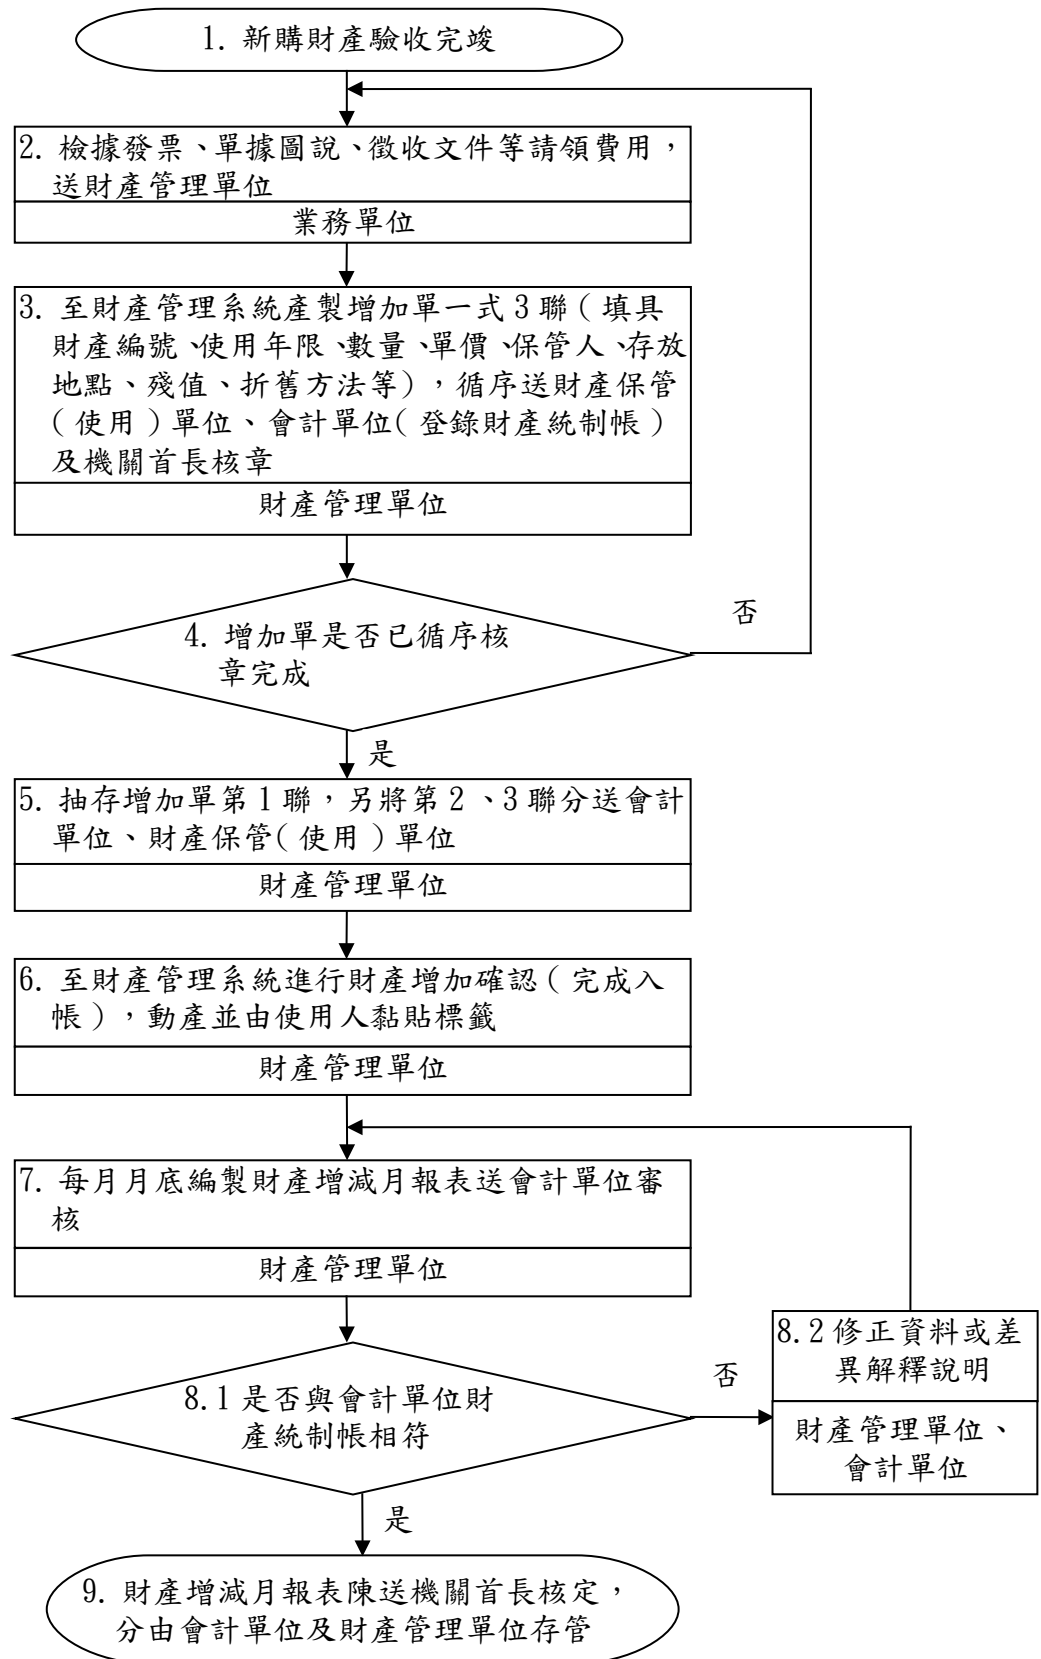 1. 新購財產驗收完竣
2. 檢據發票、單據圖說、徵收文件等請領費用，
送財產管理單位
業務單位
3. 至財產管理系統產製增加單一式3聯(填具
財產編號、使用年限、數量、單價、保管人、存放
地點、殘值、折舊方法等)，循序送財產保管
(使用)單位、會計單位(登錄財產統制帳)
及機關首長核章
財產管理單位
4. 增加單是否已循序核
章完成
否
是
5. 抽存增加單第1聯，另將第2、3聯分送會計
單位、財產保管(使用)單位
財產管理單位
6. 至財產管理系統進行財產增加確認(完成入
帳)，動產並由使用人黏貼標籤
財產管理單位
7. 每月月底編製財產增減月報表送會計單位審
核
財產管理單位
8.1 是否與會計單位財
產統制帳相符
否
8.2 修正資料或差
異解釋說明
財產管理單位、
會計單位
是
9. 財產增減月報表陳送機關首長核定，
分由會計單位及財產管理單位存管